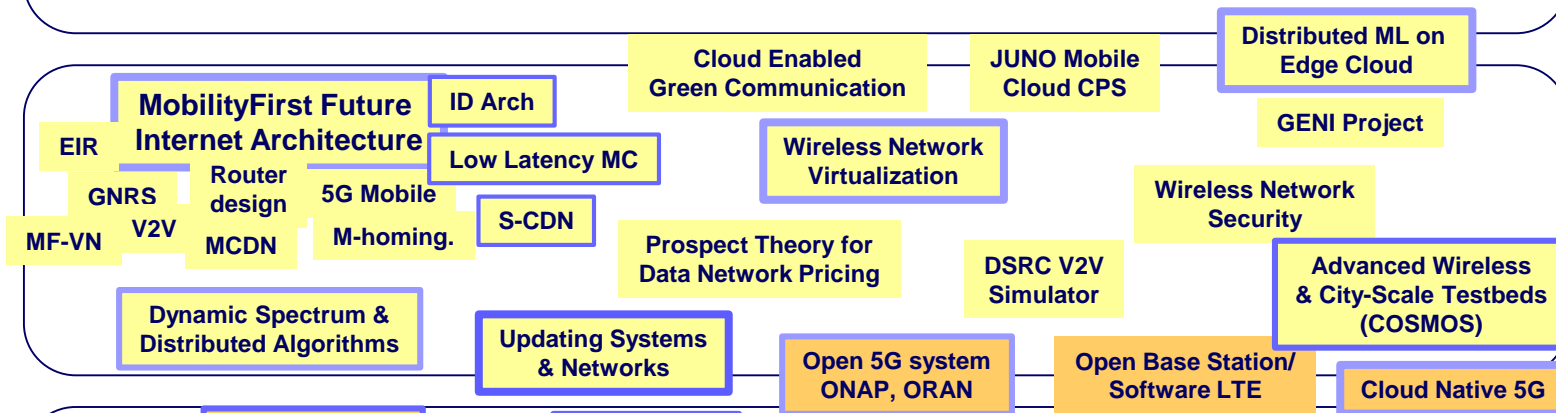 Distributed ML on
Edge Cloud
Cloud Enabled
Green Communication
JUNO Mobile
Cloud CPS
MobilityFirst Future
Internet Architecture
ID Arch
GENI Project
EIR
Low Latency MC
Wireless Network
Virtualization
Router
design
5G Mobile
GNRS
Wireless Network
Security
S-CDN
V2V
MF-VN
MCDN
M-homing.
Prospect Theory for
Data Network Pricing
DSRC V2V
Simulator
Advanced Wireless
& City-Scale Testbeds
(COSMOS)
Dynamic Spectrum &
Distributed Algorithms
Updating Systems
& Networks
Open 5G system
ONAP, ORAN
Open Base Station/
Software LTE
Cloud Native 5G